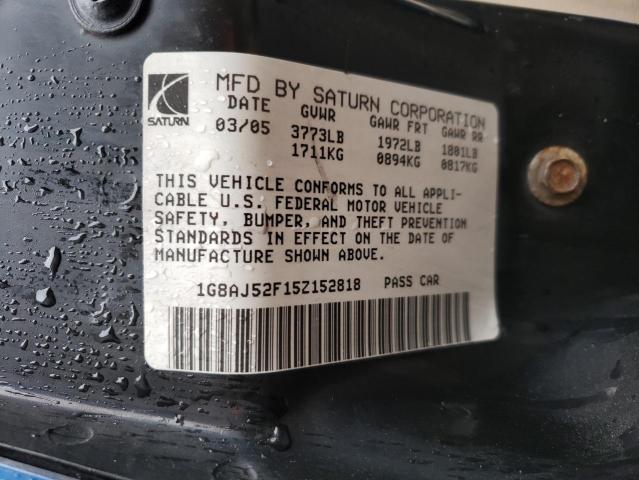 SATURN
MFD BY SATURN CORPORATION
DATE GVWR GAWR FRT GAWR RR
03/05 3773LB 1972LB 1801LB
1711KG 0894KG 0817KG
THIS VEHICLE CONFORMS TO ALL APPLI-
CABLE U.S. FEDERAL MOTOR VEHICLE
SAFETY, BUMPER, AND THEFT PREVENTION
STANDARDS IN EFFECT ON THE DATE OF
MANUFACTURE SHOWN ABOVE.
1G8AJ52F15Z152818 PASS CAR